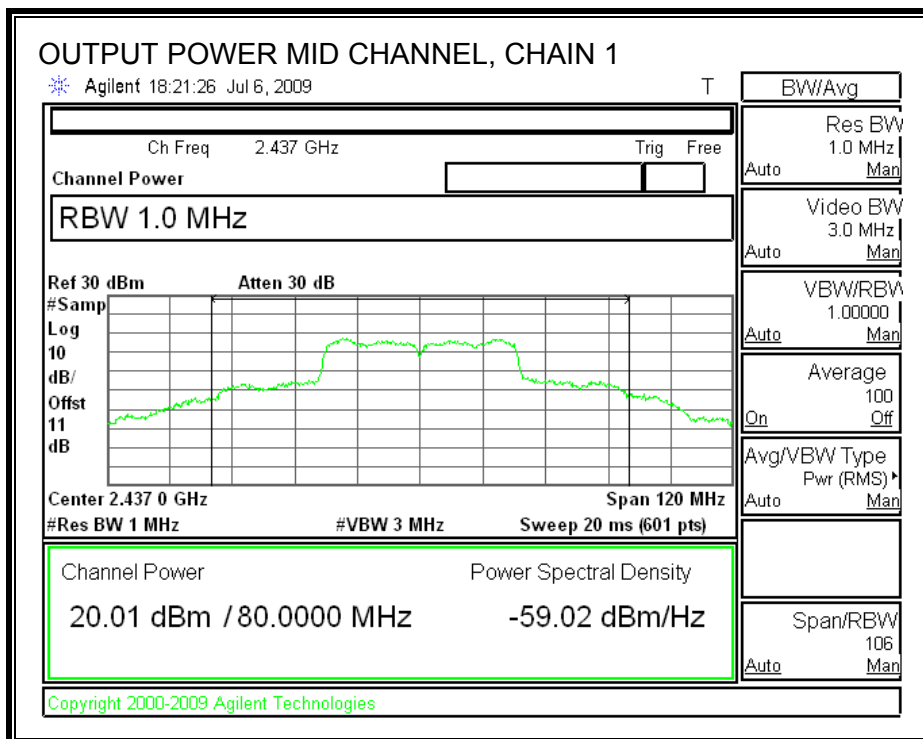 OUTPUT POWER MID CHANNEL, CHAIN 1
Agilent 18:21:26 Jul 6, 2009 T
Ch Freq 2.437 GHz Trig Free
Channel Power
RBW 1.0 MHz
Ref 30 dBm Atten 30 dB
#Samp
Log
10
dB/
Offst
11
dB
Center 2.437 0 GHz Span 120 MHz
#Res BW 1 MHz #VBW 3 MHz Sweep 20 ms (601 pts)
Channel Power Power Spectral Density
20.01 dBm / 80.0000 MHz -59.02 dBm/Hz
Copyright 2000-2009 Agilent Technologies
BW/Avg
Res BW
1.0 MHz
Auto Man
Video BW
3.0 MHz
Auto Man
VBW/RBW
1.00000
Auto Man
Average
100
On Off
Avg/VBW Type
Pwr (RMS)
Auto Man
Span/RBW
106
Auto Man